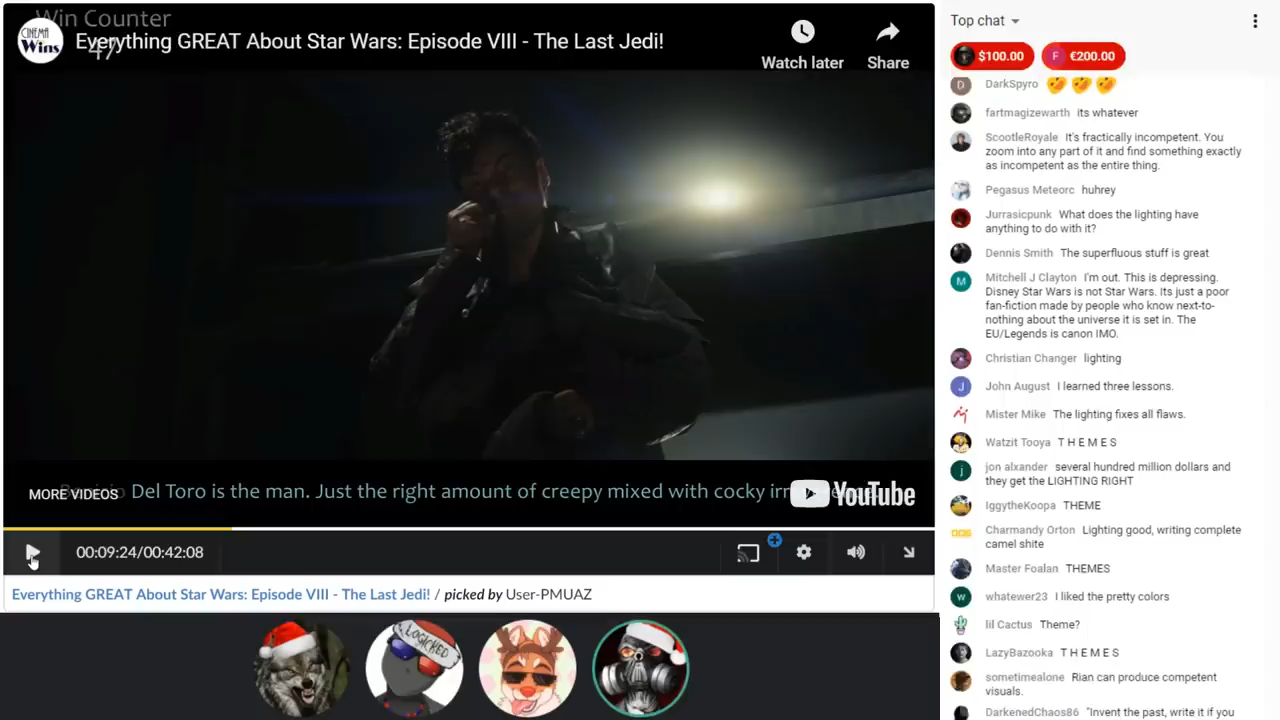 Win Counter
47
CINEMA
Wins
Everything GREAT About Star Wars: Episode VIII - The Last Jedi!
Watch later
Share
MORE VIDEOS
Del Toro is the man. Just the right amount of creepy mixed with cocky
YouTube
00:09:24/00:42:08
Everything GREAT About Star Wars: Episode VIII - The Last Jedi! / picked by User-PMUAZ
LOGICKED
Top chat
$100.00
F €200.00
D DarkSpyro
fartmagizewarth its whatever
ScootleRoyale It's fractically incompetent. You
zoom into any part of it and find something exactly
as incompetent as the entire thing.
Pegasus Meteorc huhrey
Jurrasicpunk What does the lighting have
anything to do with it?
Dennis Smith The superfluous stuff is great
M Mitchell J Clayton I'm out. This is depressing.
Disney Star Wars is not Star Wars. Its just a poor
fan-fiction made by people who know next-to-
nothing about the universe it is set in. The
EU/Legends is canon IMO.
Christian Changer lighting
J John August I learned three lessons.
Mister Mike The lighting fixes all flaws.
Watzit Tooya T H E M E S
j jon alxander several hundred million dollars and
they get the LIGHTING RIGHT
IggytheKoopa THEME
Charmandy Orton Lighting good, writing complete
camel shite
Master Foalan THEMES
w whatewer23 I liked the pretty colors
lil Cactus Theme?
LazyBazooka T H E M E S
sometimealone Rian can produce competent
visuals.
DarkenedChaos86 "Invent the past, write it if you